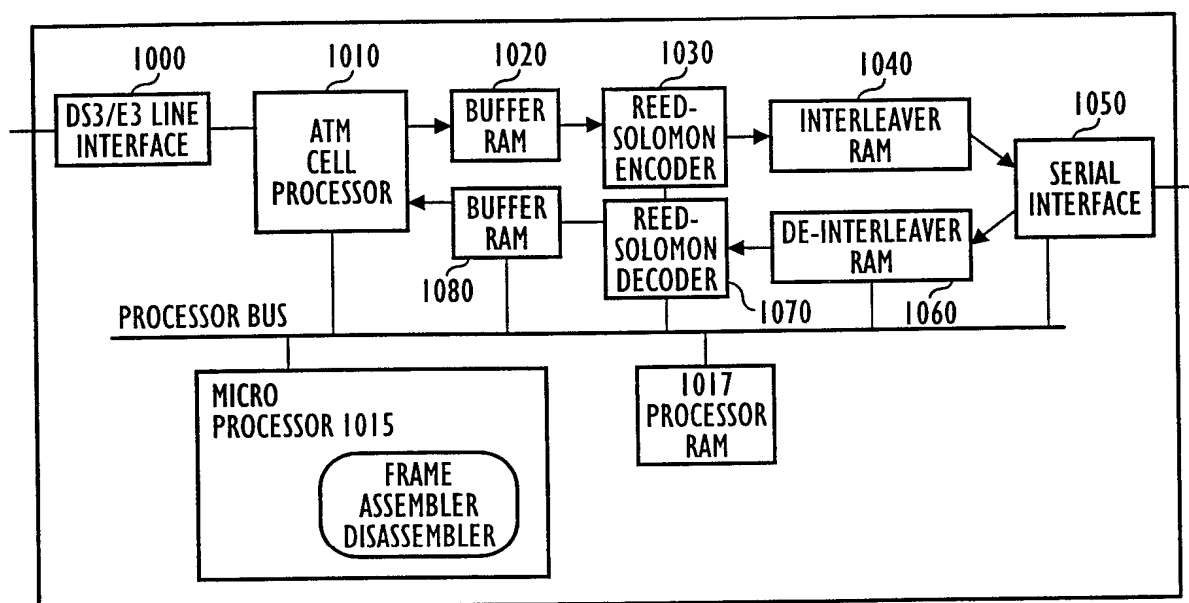 1000
DS3/E3 LINE
INTERFACE
1010
ATM
CELL
PROCESSOR
1020
BUFFER
RAM
1030
REED-
SOLOMON
ENCODER
1040
INTERLEAVER
RAM
1050
SERIAL
INTERFACE
BUFFER
RAM
1080
REED-
SOLOMON
DECODER
1070
DE-INTERLEAVER
RAM
1060
PROCESSOR BUS
MICRO
PROCESSOR 1015
FRAME
ASSEMBLER
DISASSEMBLER
1017
PROCESSOR
RAM